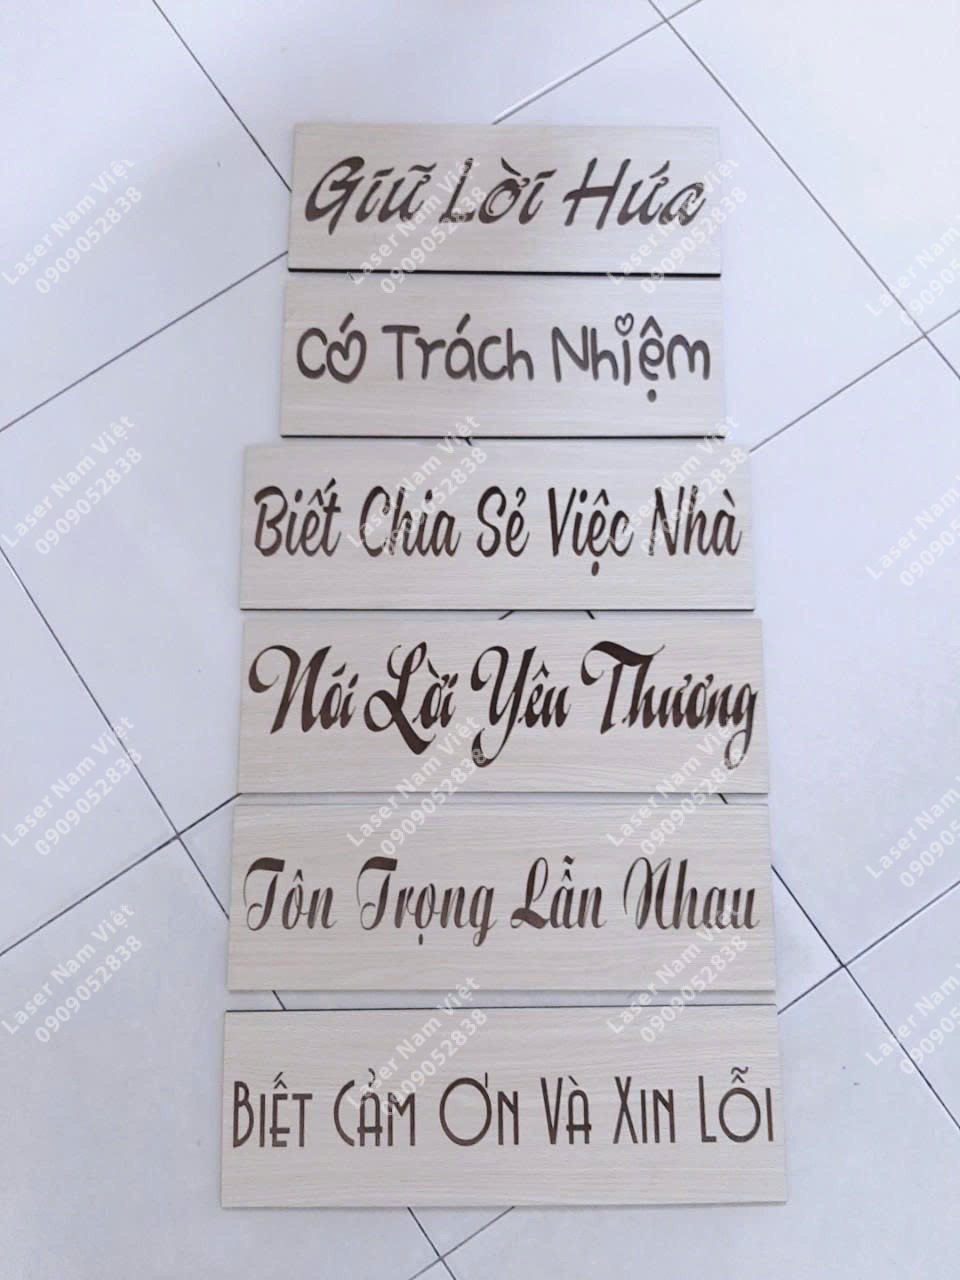 Giữ Lời Hứa
Có Trách Nhiệm
Biết Chia Sẻ Việc Nhà
Nói Lời Yêu Thương
Tôn Trọng Lẫn Nhau
BIẾT CẢM ƠN VÀ XIN LỖI
Laser Nam Việt
0909052838